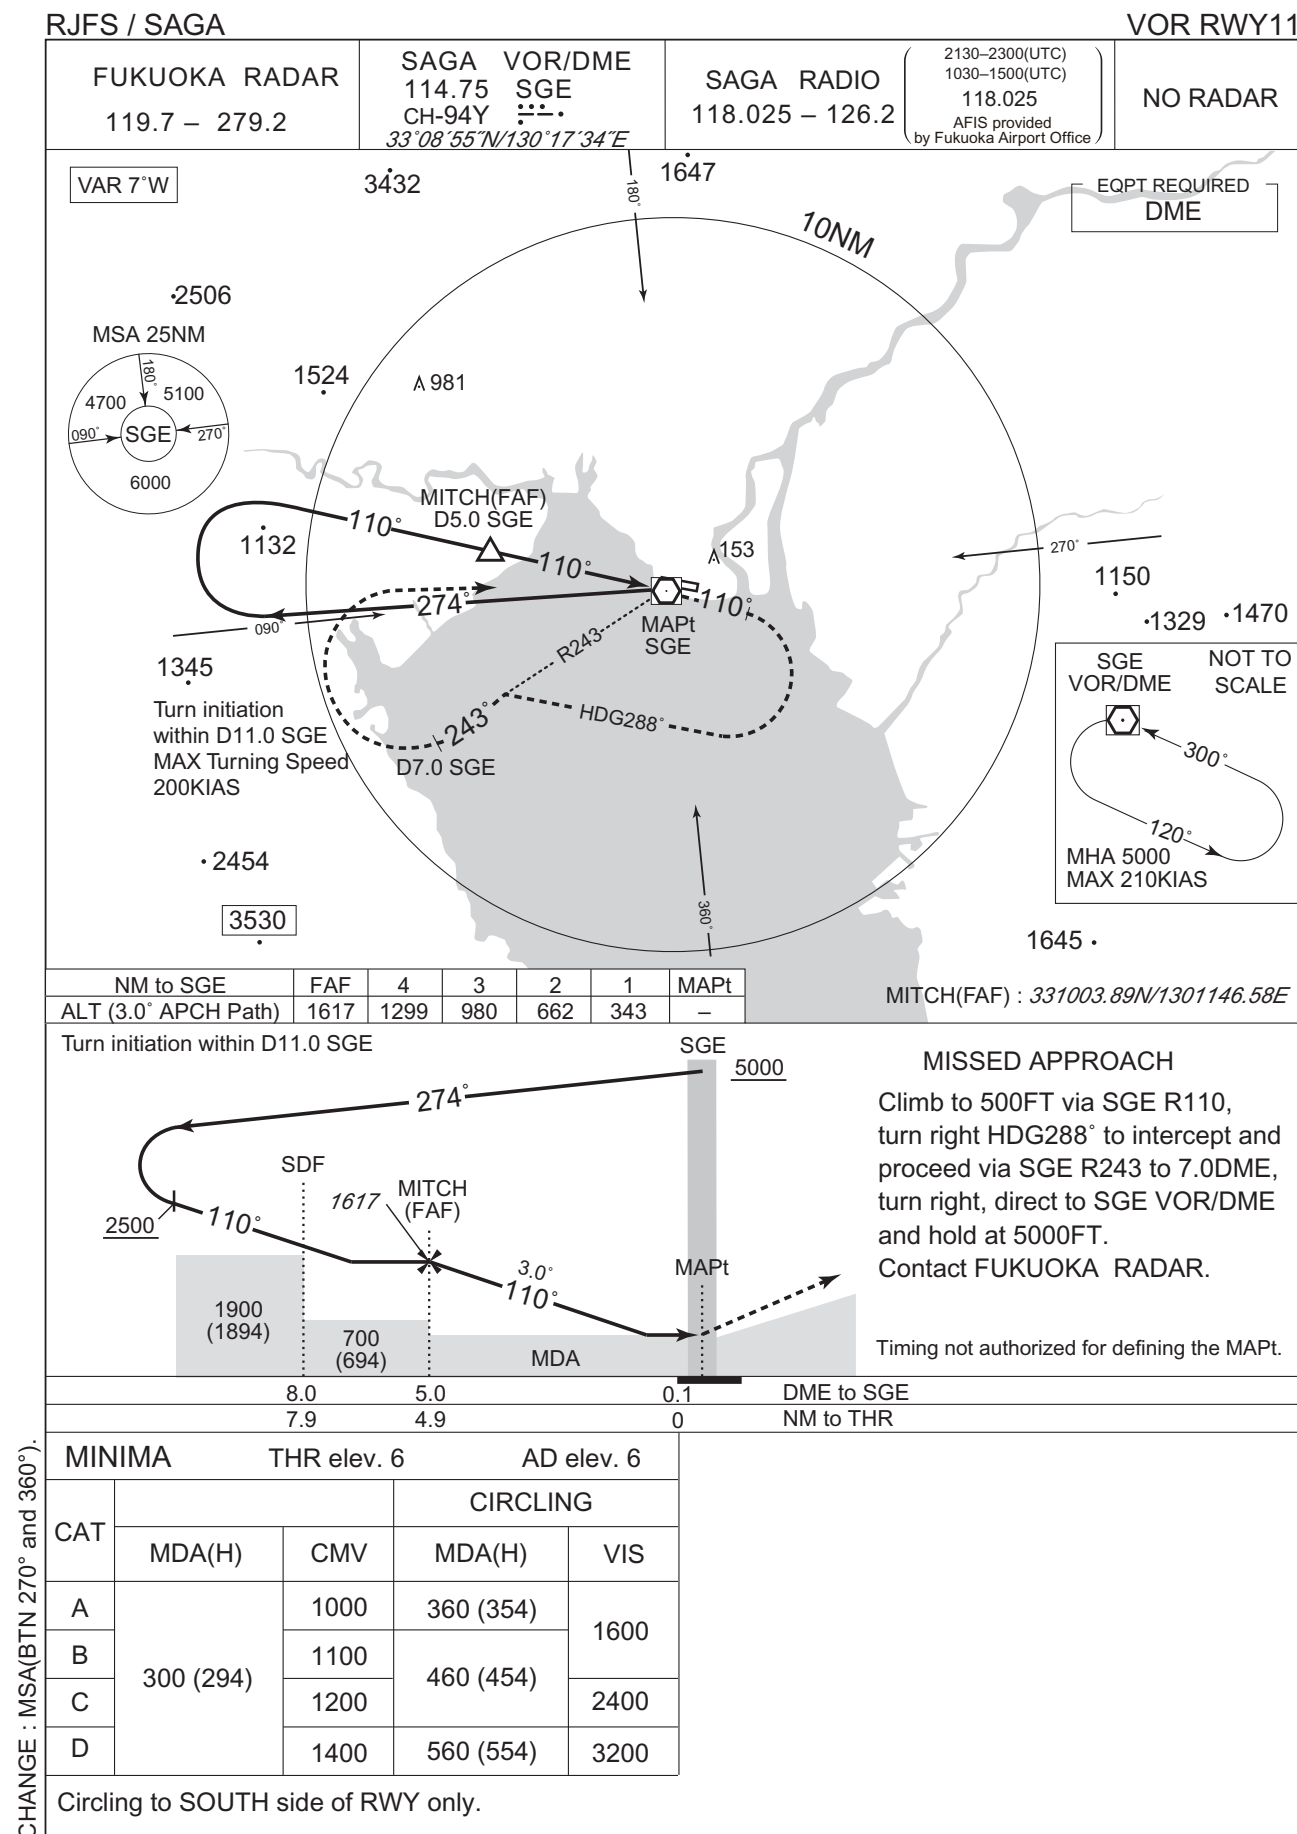 RJFS / SAGA
VOR RWY11
FUKUOKA RADAR
119.7 – 279.2
SAGA VOR/DME
114.75 SGE
CH-94Y
33°08´55˝N/130°17´34˝E
SAGA RADIO
118.025 – 126.2
2130–2300(UTC)
1030–1500(UTC)
118.025
AFIS provided
by Fukuoka Airport Office
NO RADAR
VAR 7°W
3432
180°
1647
EQPT REQUIRED
DME
10NM
2506
MSA 25NM
180°
4700
5100
090°
SGE
270°
6000
1524
981
MITCH(FAF)
D5.0 SGE
110°
1132
110°
153
270°
274°
110°
1150
090°
MAPt
SGE
R243
1329
1470
1345
HDG288°
243°
D7.0 SGE
Turn initiation
within D11.0 SGE
MAX Turning Speed
200KIAS
SGE
VOR/DME
NOT TO
SCALE
300°
120°
MHA 5000
MAX 210KIAS
2454
3530
360°
1645
NM to SGE FAF 4 3 2 1 MAPt
ALT (3.0° APCH Path) 1617 1299 980 662 343 –
MITCH(FAF) : 331003.89N/1301146.58E
Turn initiation within D11.0 SGE
SGE
5000
274°
SDF
1617
MITCH
(FAF)
2500
110°
3.0°
110°
MAPt
1900
(1894)
700
(694)
MDA
MISSED APPROACH
Climb to 500FT via SGE R110,
turn right HDG288° to intercept and
proceed via SGE R243 to 7.0DME,
turn right, direct to SGE VOR/DME
and hold at 5000FT.
Contact FUKUOKA RADAR.
Timing not authorized for defining the MAPt.
8.0 5.0 0.1 DME to SGE
7.9 4.9 0 NM to THR
MINIMA THR elev. 6 AD elev. 6
CAT
CIRCLING
MDA(H) CMV MDA(H) VIS
A 1000 360 (354) 1600
B 1100
300 (294) 460 (454)
C 1200 2400
D 1400 560 (554) 3200
Circling to SOUTH side of RWY only.
CHANGE : MSA(BTN 270° and 360°).